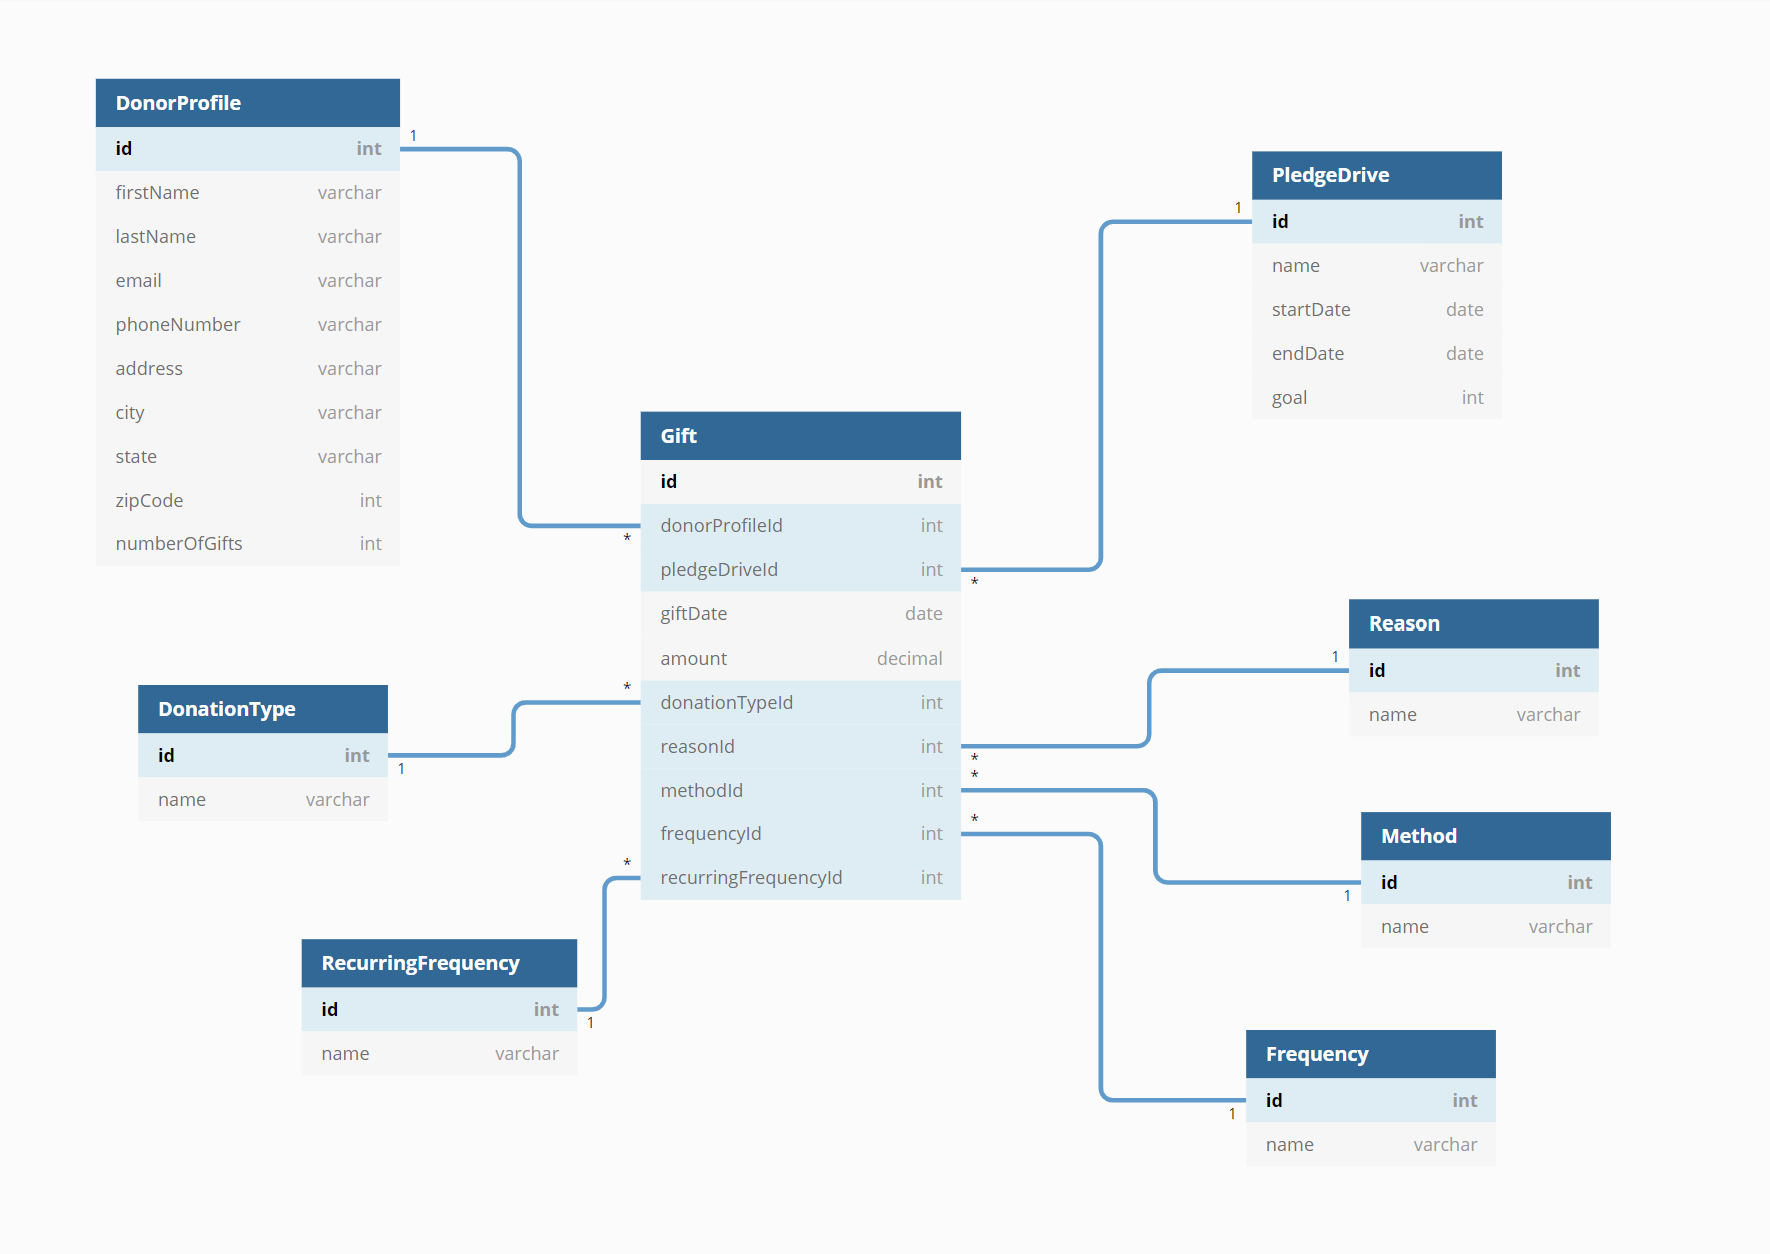 DonorProfile
id int
firstName varchar
lastName varchar
email varchar
phoneNumber varchar
address varchar
city varchar
state varchar
zipCode int
numberOfGifts int
1
*
PledgeDrive
id int
name varchar
startDate date
endDate date
goal int
1
*
Gift
id int
donorProfileId int
pledgeDriveId int
giftDate date
amount decimal
donationTypeId int
reasonId int
methodId int
frequencyId int
recurringFrequencyId int
DonationType
id int
name varchar
1
*
Reason
id int
name varchar
1
*
Method
id int
name varchar
1
*
RecurringFrequency
id int
name varchar
1
*
Frequency
id int
name varchar
1
*